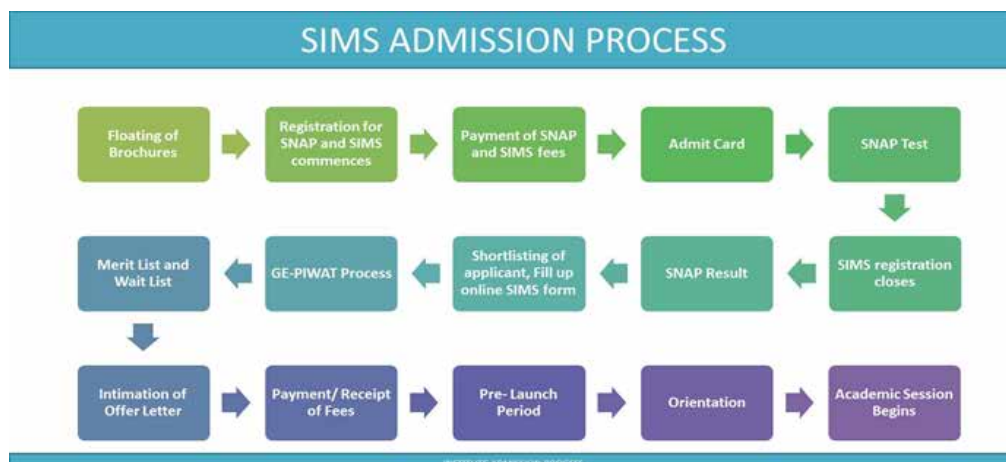 SIMS ADMISSION PROCESS
Floating of
Brochures
Registration for
SNAP and SIMS
commences
Payment of SNAP
and SIMS fees
Admit Card
SNAP Test
SIMS registration
closes
SNAP Result
Shortlisting of
applicant, Fill up
online SIMS form
GE-PIWAT Process
Merit List and
Wait List
Intimation of
Offer Letter
Payment/ Receipt
of Fees
Pre- Launch
Period
Orientation
Academic Session
Begins